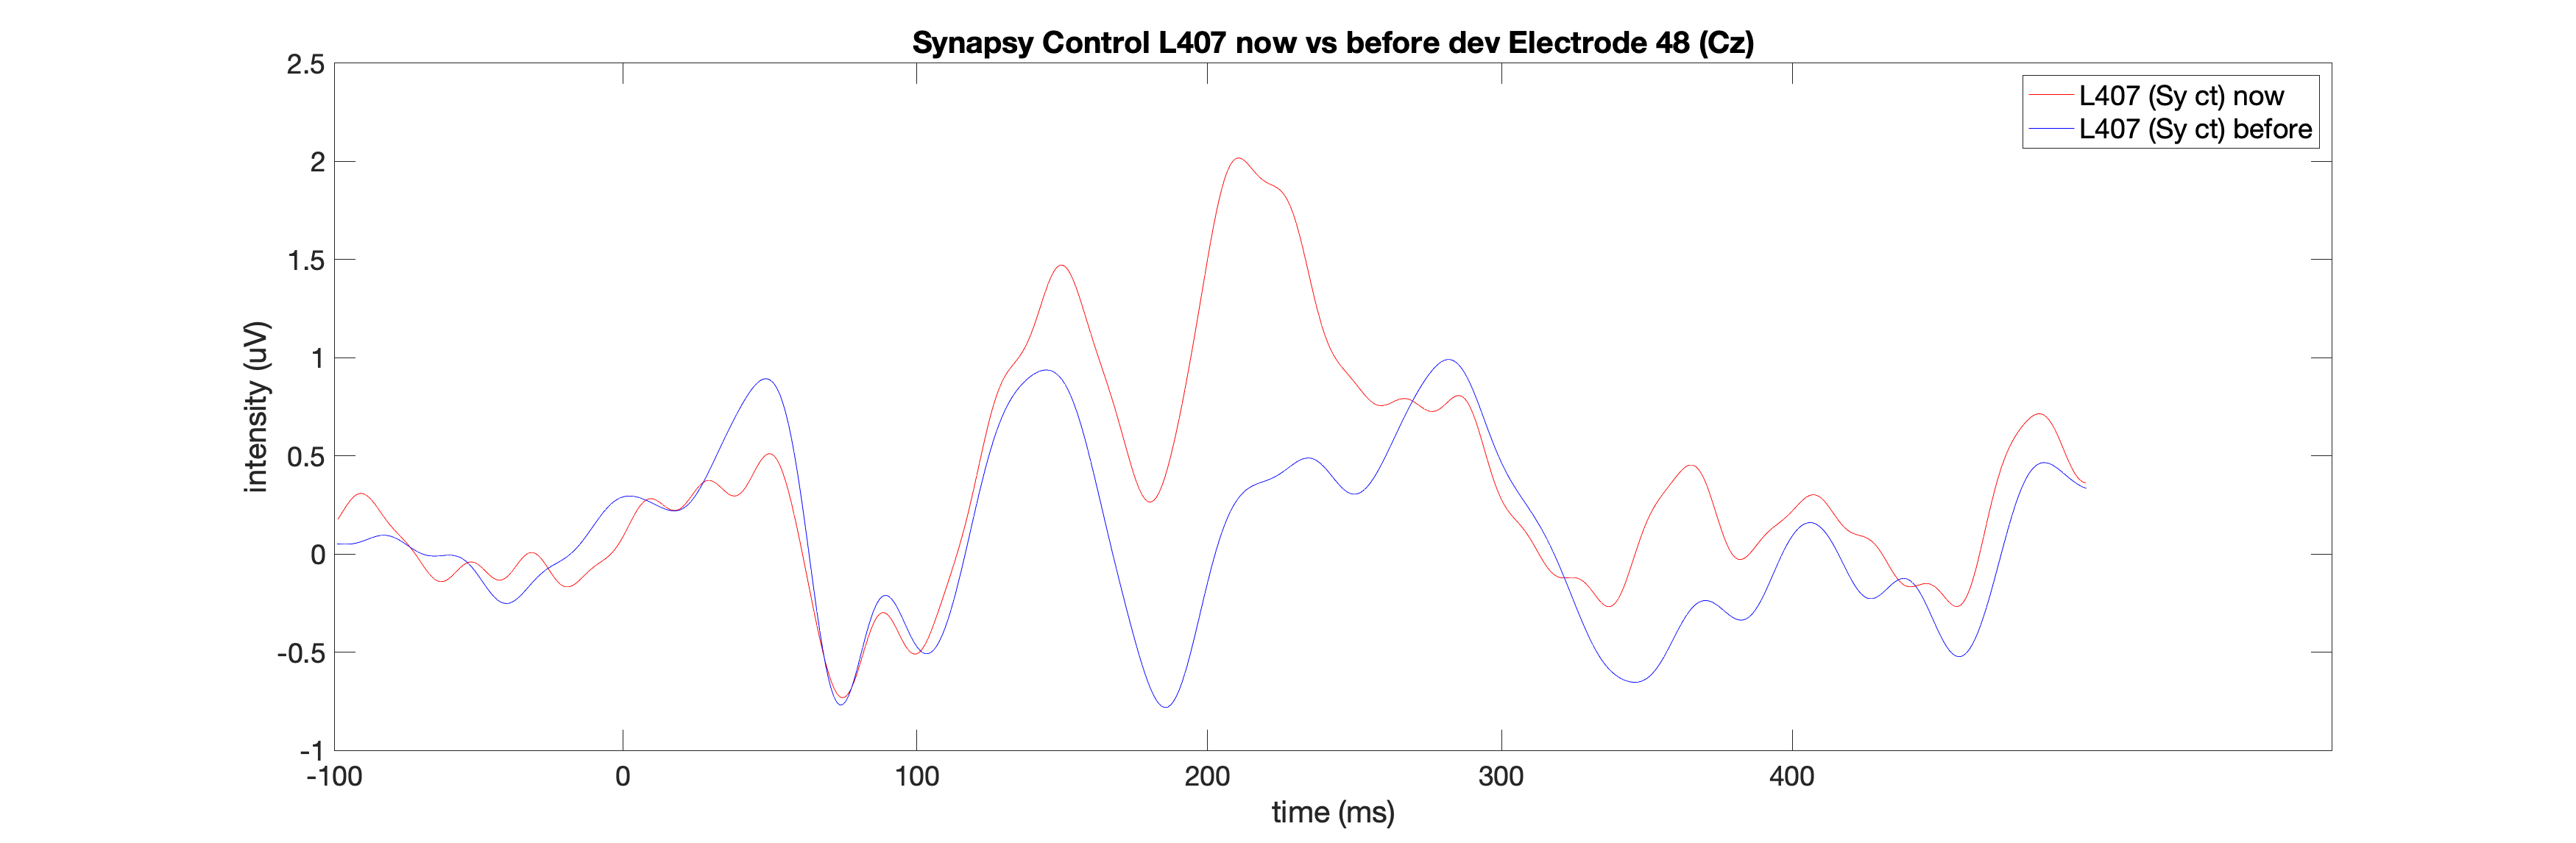 Synapsy Control L407 now vs before dev Electrode 48 (Cz)
2.5
2
1.5
1
0.5
0
-0.5
-1
intensity (uV)
L407 (Sy ct) now
L407 (Sy ct) before
-100 0 100 200 300 400
time (ms)